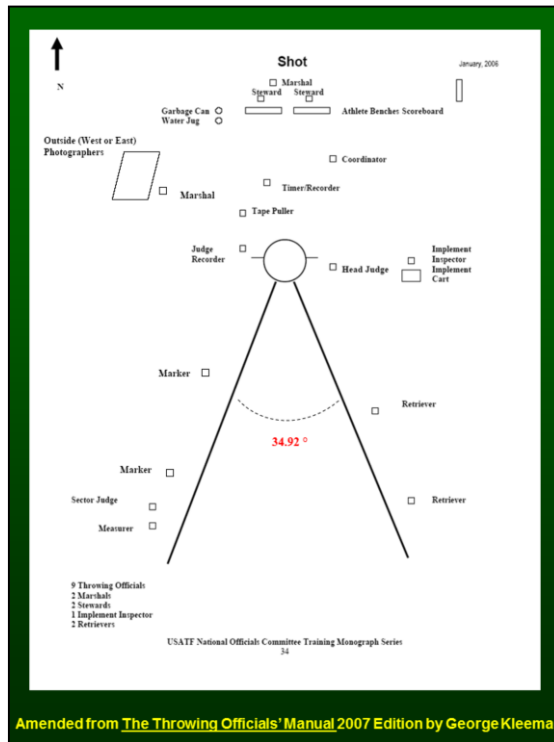 Shot
January, 2006
N
Marshal
Steward Steward
Garbage Can
Water Jug
Athlete Benches Scoreboard
Outside (West or East)
Photographers
Coordinator
Marshal
Timer/Recorder
Tape Puller
Judge
Recorder
Head Judge
Implement
Inspector
Implement
Cart
Marker
Retriever
34.92 °
Marker
Sector Judge
Retriever
Measurer
9 Throwing Officials
2 Marshals
2 Stewards
1 Implement Inspector
2 Retrievers
USATF National Officials Committee Training Monograph Series
34
Amended from The Throwing Officials' Manual 2007 Edition by George Kleema